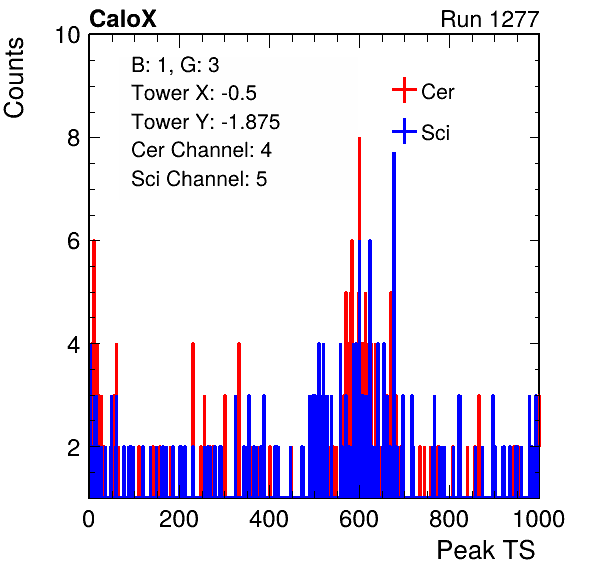 CaloX Run 1277
Counts
10
8
6
4
2
B: 1, G: 3
Tower X: -0.5
Tower Y: -1.875
Cer Channel: 4
Sci Channel: 5
Cer
Sci
0 200 400 600 800 1000
Peak TS